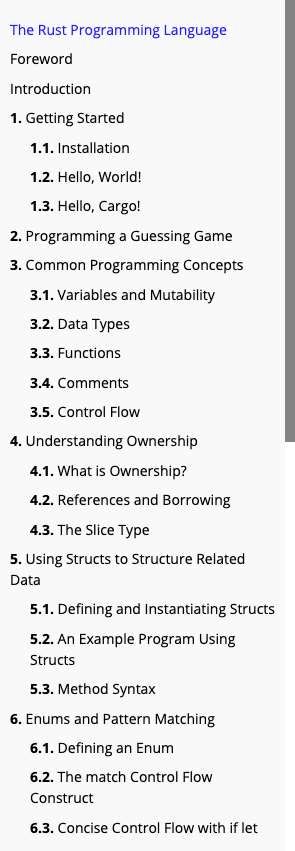 The Rust Programming Language
Foreword
Introduction
1. Getting Started
1.1. Installation
1.2. Hello, World!
1.3. Hello, Cargo!
2. Programming a Guessing Game
3. Common Programming Concepts
3.1. Variables and Mutability
3.2. Data Types
3.3. Functions
3.4. Comments
3.5. Control Flow
4. Understanding Ownership
4.1. What is Ownership?
4.2. References and Borrowing
4.3. The Slice Type
5. Using Structs to Structure Related
Data
5.1. Defining and Instantiating Structs
5.2. An Example Program Using
Structs
5.3. Method Syntax
6. Enums and Pattern Matching
6.1. Defining an Enum
6.2. The match Control Flow
Construct
6.3. Concise Control Flow with if let